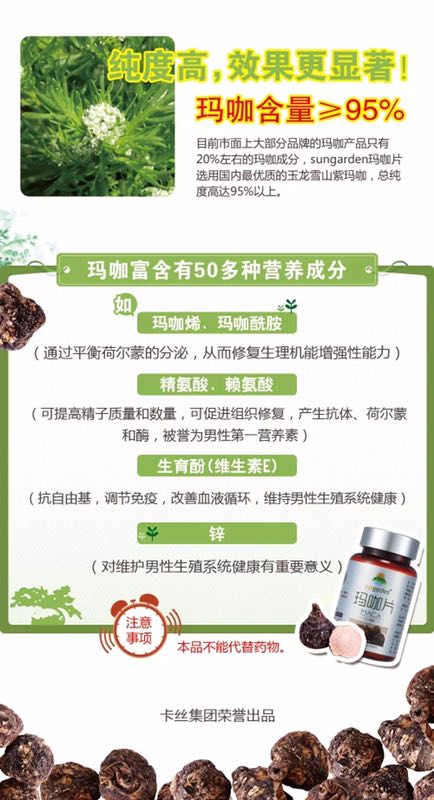 纯度高，效果更显著！
玛咖含量≥95%
目前市面上大部分品牌的玛咖产品只有
20%左右的玛咖成分，sungarden玛咖片
选用国内最优质的玉龙雪山紫玛咖，总纯
度高达95%以上。
玛咖富含有50多种营养成分
如
玛咖烯、玛咖酰胺
（通过平衡荷尔蒙的分泌，从而修复生理机能增强性能力）
精氨酸、赖氨酸
（可提高精子质量和数量，可促进组织修复，产生抗体、荷尔蒙
和酶，被誉为男性第一营养素）
生育酚(维生素E)
（抗自由基，调节免疫，改善血液循环，维持男性生殖系统健康）
锌
（对维护男性生殖系统健康有重要意义）
玛咖片
MACA
注意
事项
本品不能代替药物。
卡丝集团荣誉出品